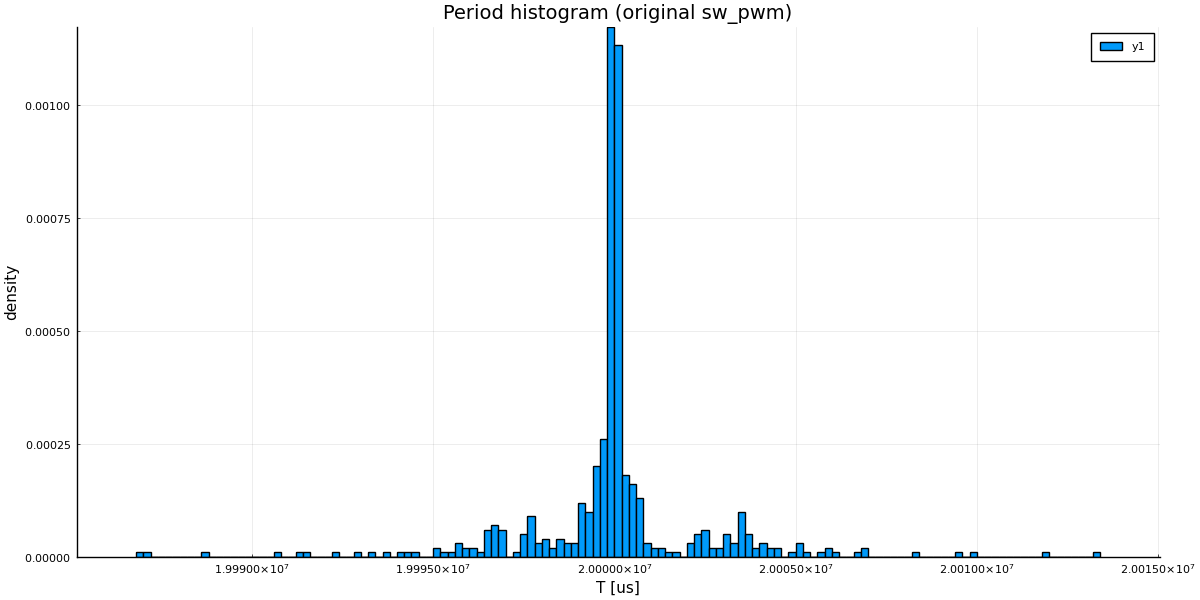 Period histogram (original sw_pwm)
y1
density
0.00100
0.00075
0.00050
0.00025
0.00000
1.99900×10⁷ 1.99950×10⁷ 2.00000×10⁷ 2.00050×10⁷ 2.00100×10⁷ 2.00150×10⁷
T [us]